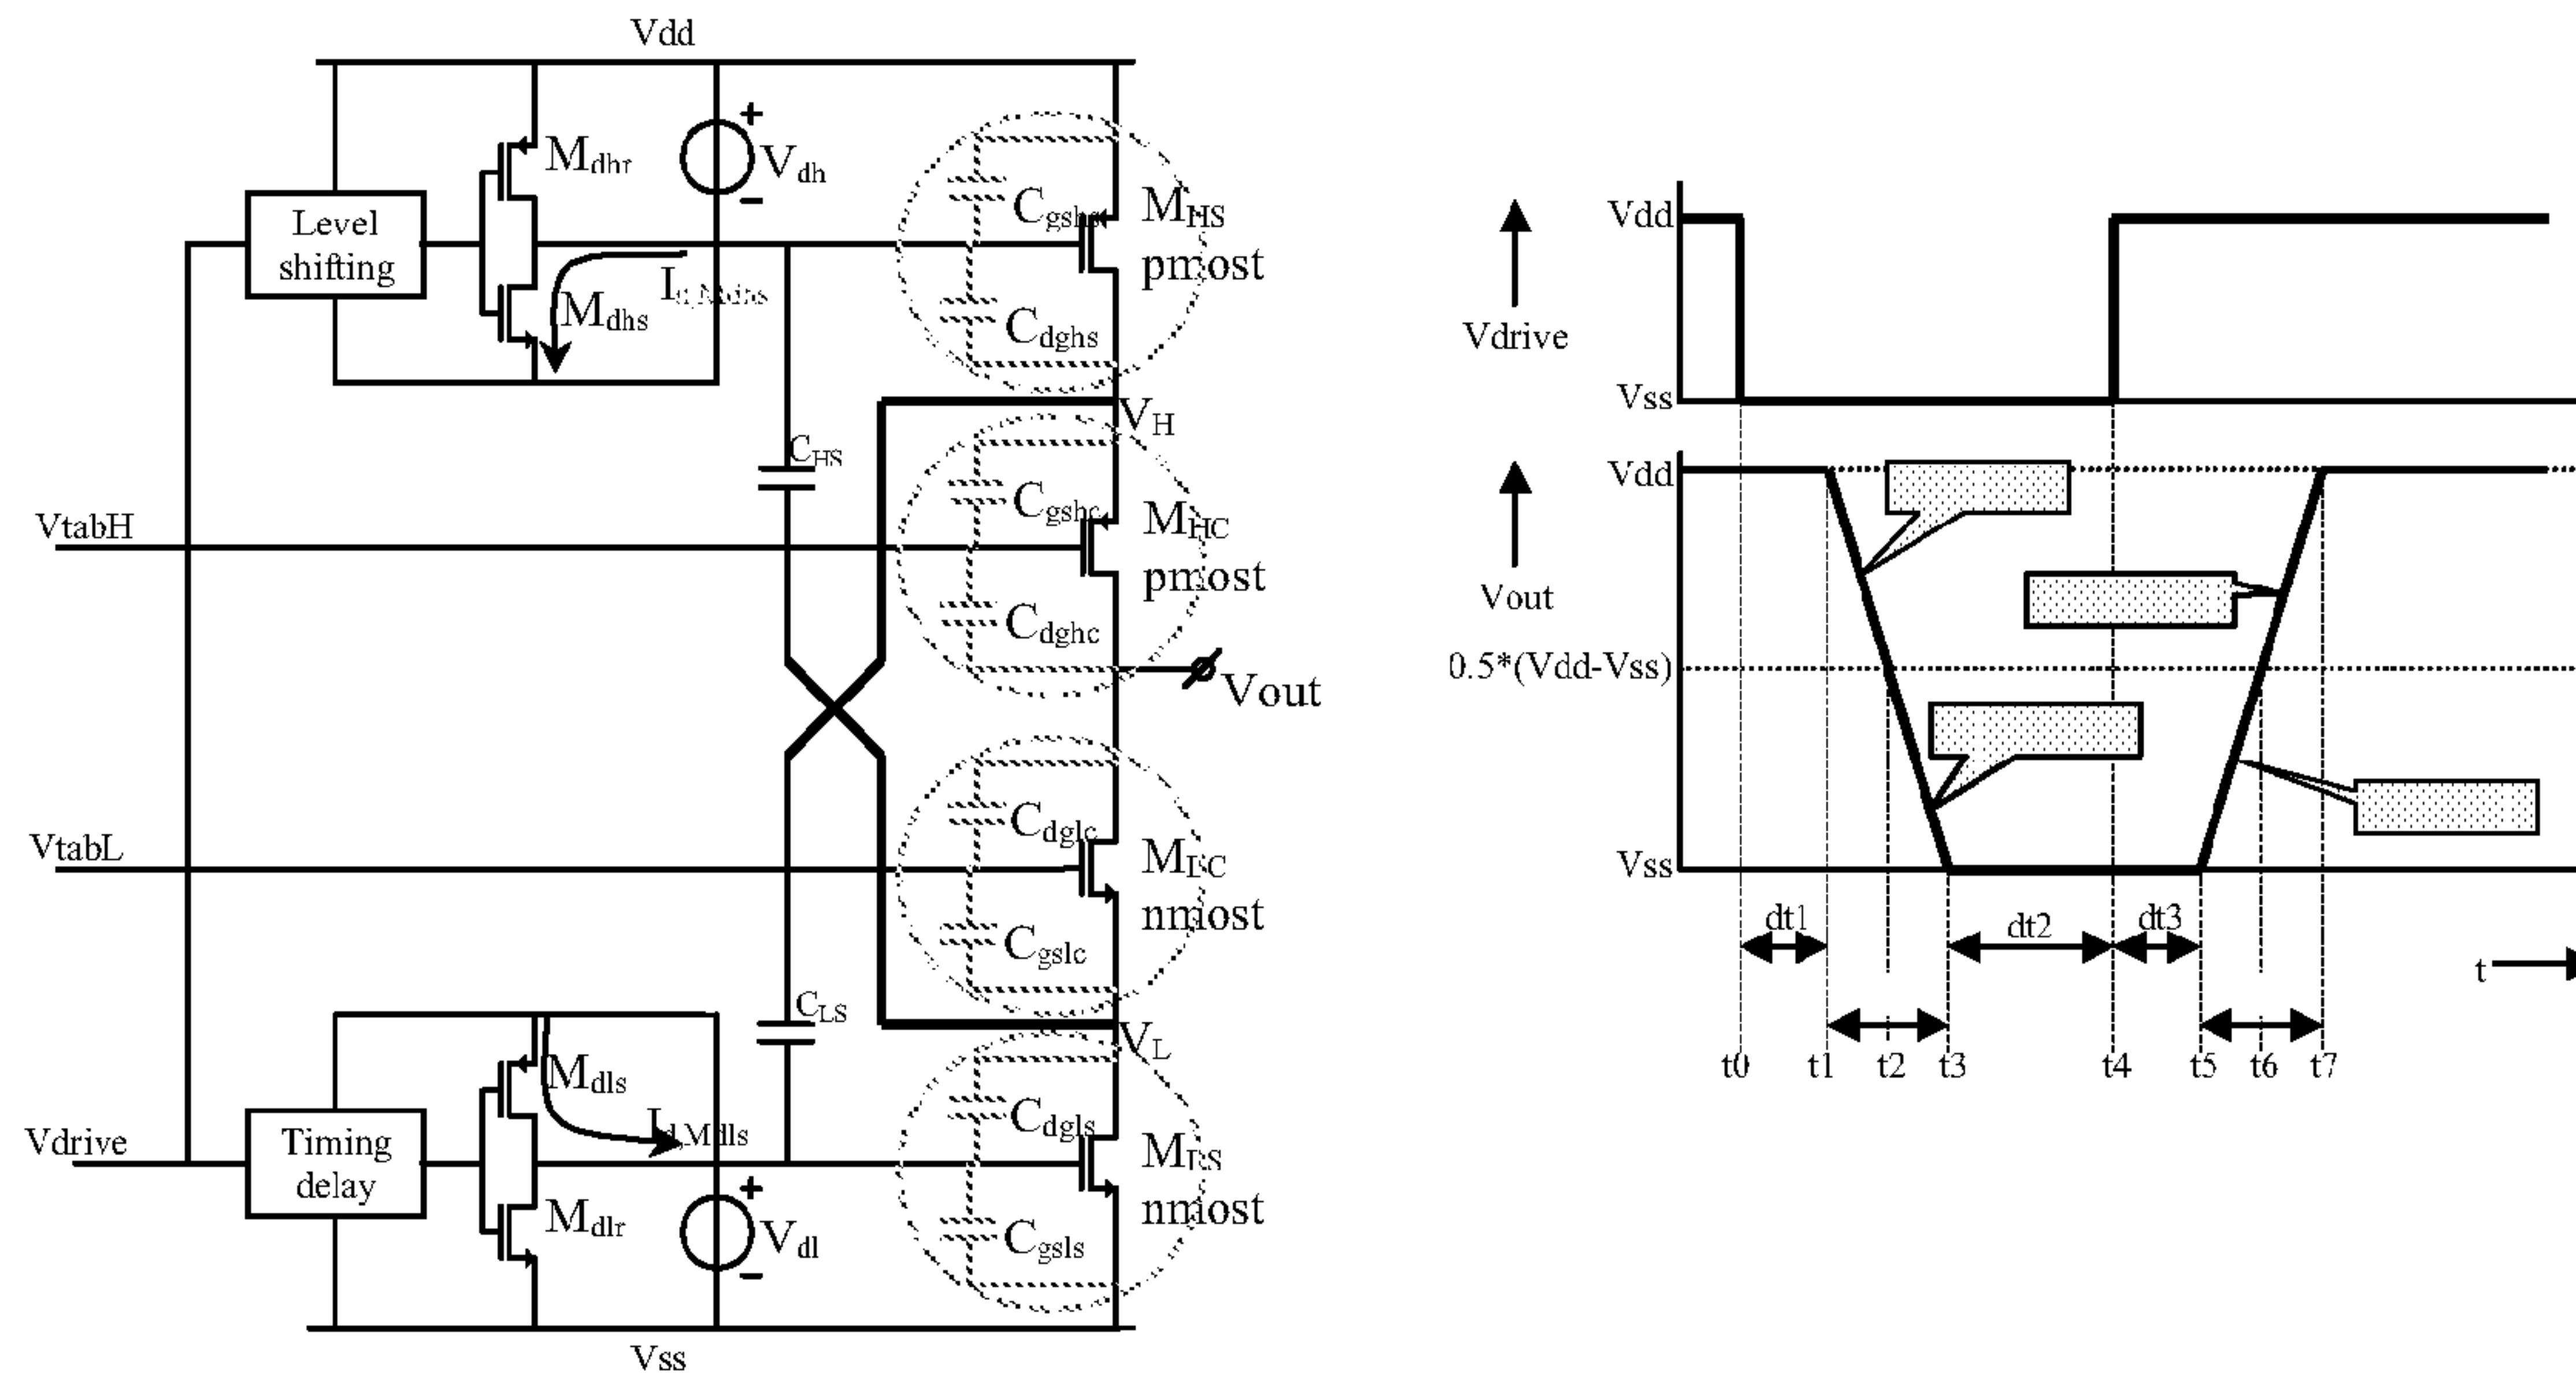 Vdd
Mdhr
+
Vdh
−
Level
shifting
Mdhs
Cgshs
MHS
pmost
Cdghs
VH
CHS
Cgshc
MHC
pmost
VtabH
Cdghc
Vout
Cdglc
VtabL
MLC
nmost
Cgslc
CLS
VL
Mdls
Id,Mdls
Cdgls
MLS
nmost
Vdrive
Timing
delay
+
Mdlr
Vdl
−
Cgsls
Vss
Vdd
Vdrive
Vss
Vdd
Vout
0.5*(Vdd-Vss)
Vss
dt1
dt2
dt3
t
t0
t1
t2
t3
t4
t5
t6
t7